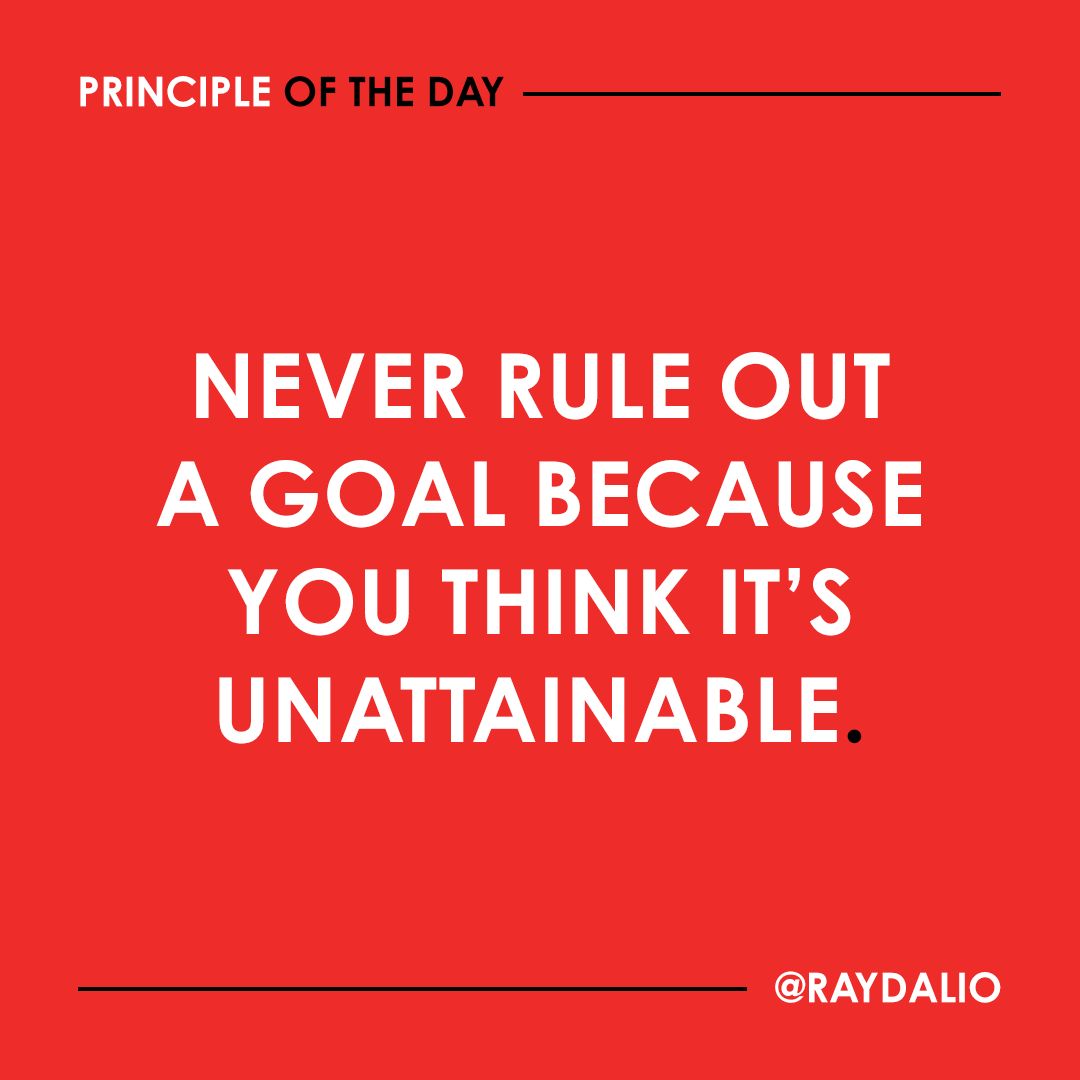 PRINCIPLE OF THE DAY
NEVER RULE OUT
A GOAL BECAUSE
YOU THINK IT’S
UNATTAINABLE.
@RAYDALIO